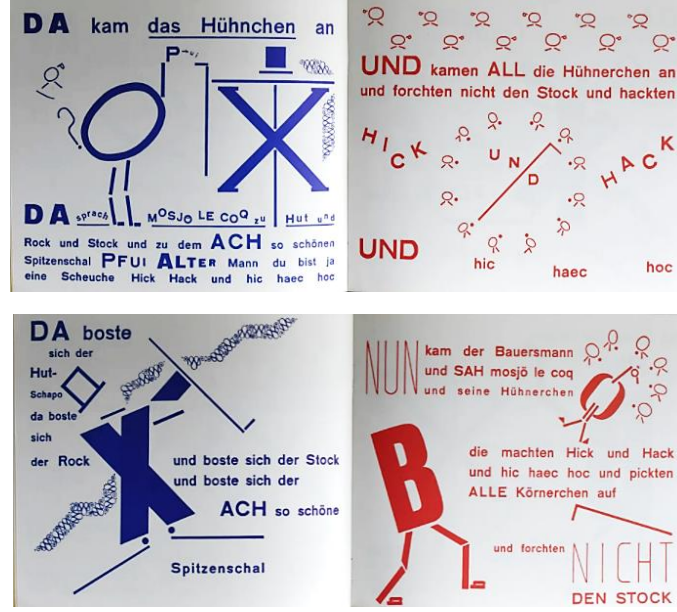 DA kam das Hühnchen an
P-ui
X
DA sprach MOSJO LE COQ zu Hut und
Rock und Stock und zu dem ACH so schönen
Spitzenschal PFUI ALTER Mann du bist ja
eine Scheuche Hick Hack und hic haec hoc
UND kamen ALL die Hühnerchen an
und forchten nicht den Stock und hackten
HICK UND HACK
UND hic haec hoc
DA boste
sich der
Hut-
Schapo
da boste
sich
der Rock und boste sich der Stock
und boste sich der
ACH so schöne
Spitzenschal
X
NUN kam der Bauersmann
und SAH mosjö le coq
und seine Hühnerchen
B
die machten Hick und Hack
und hic haec hoc und pickten
ALLE Körnerchen auf
und forchten NICHT
DEN STOCK